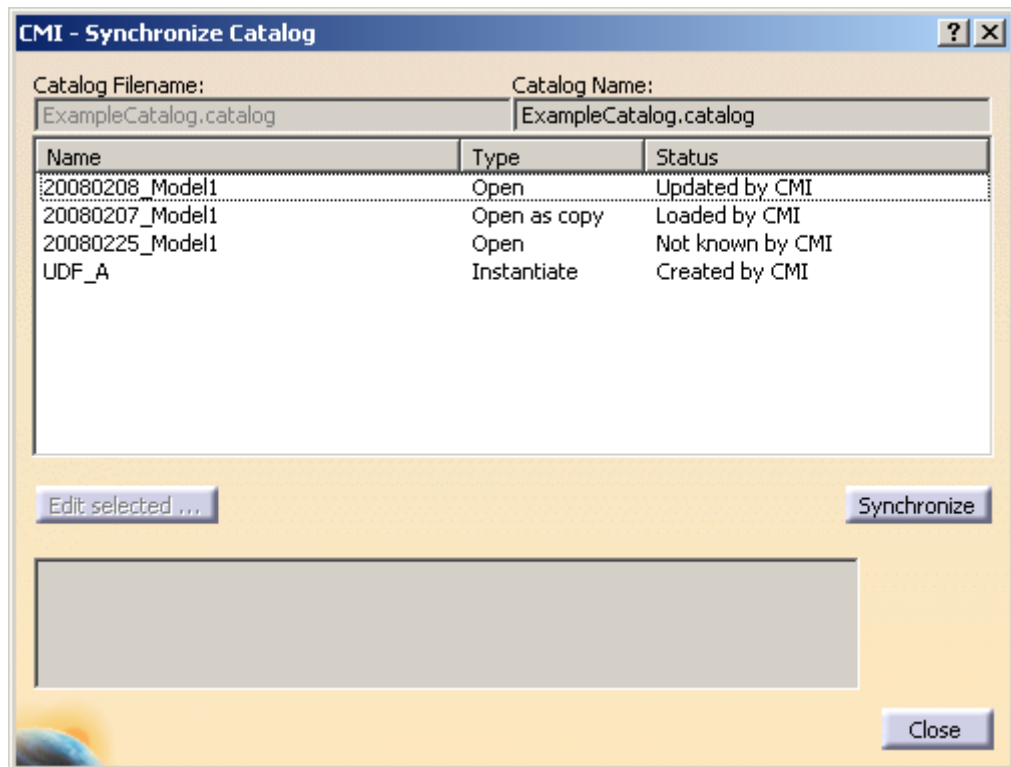 CMI - Synchronize Catalog
Catalog Filename: Catalog Name:
ExampleCatalog.catalog ExampleCatalog.catalog
Name Type Status
20080208_Model1 Open Updated by CMI
20080207_Model1 Open as copy Loaded by CMI
20080225_Model1 Open Not known by CMI
UDF_A Instantiate Created by CMI
Edit selected ... Synchronize
Close